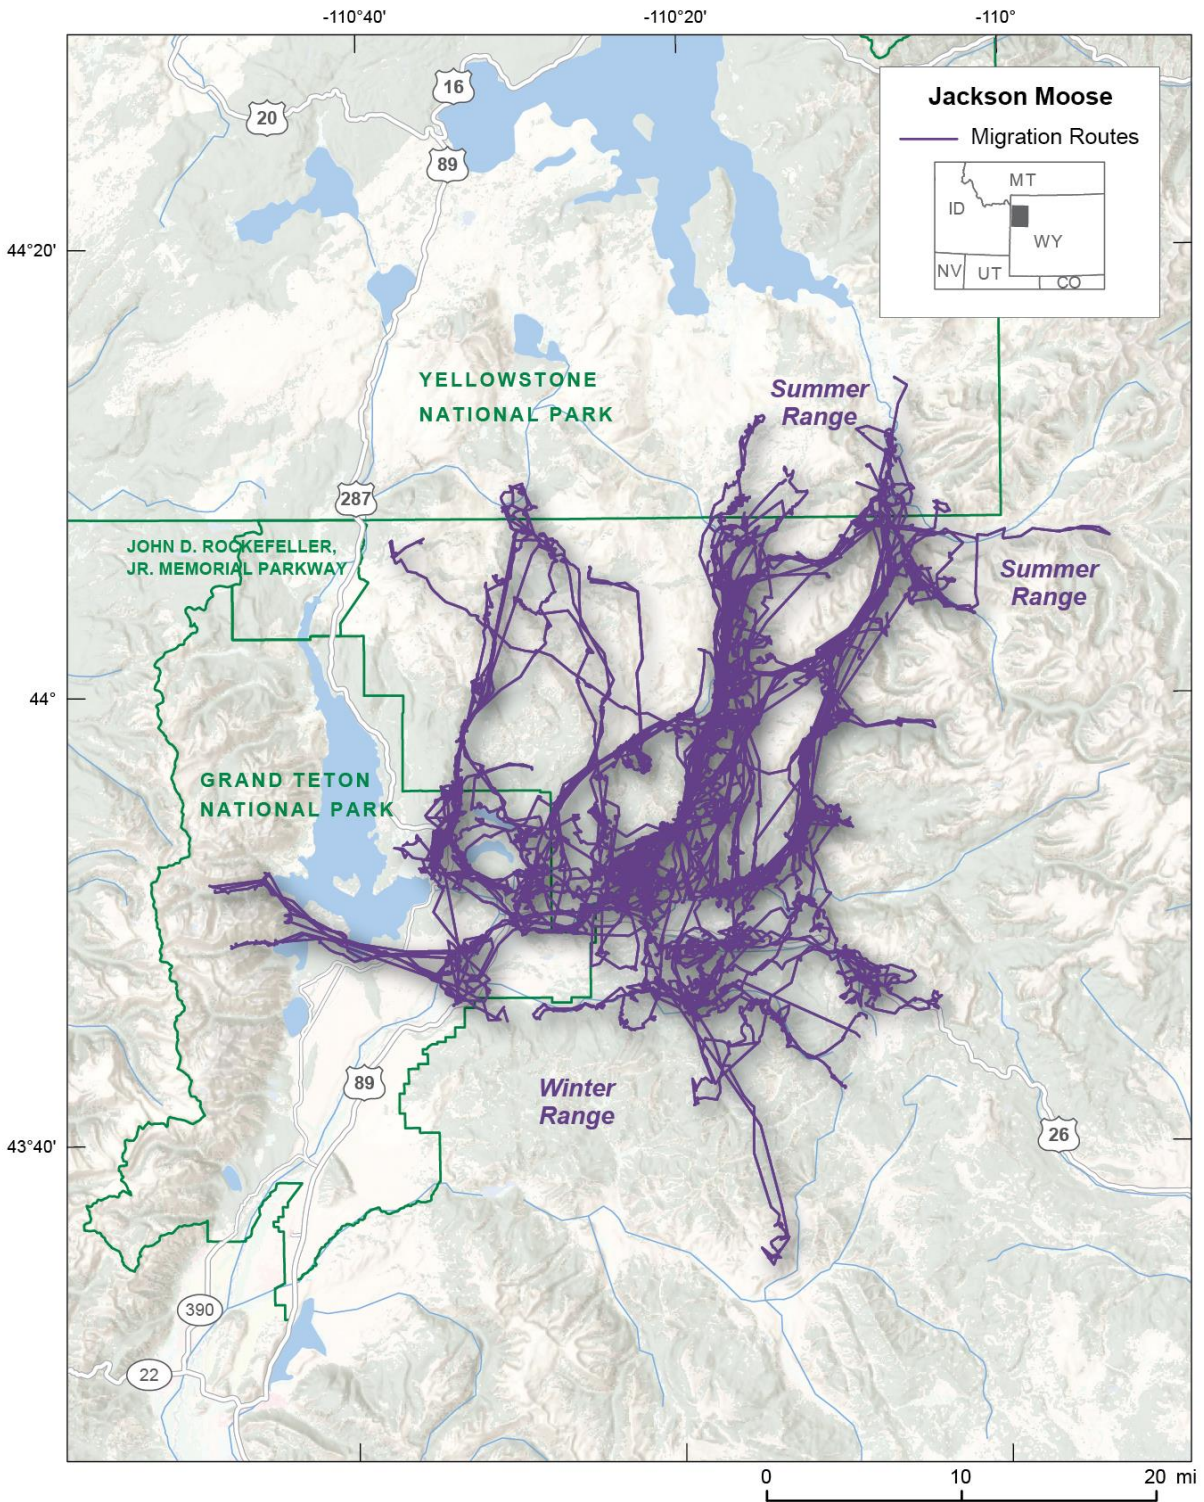 -110°40'
-110°20'
-110°
16
20
89
Jackson Moose
Migration Routes
MT
ID
WY
NV
UT
CO
44°20'
YELLOWSTONE
NATIONAL PARK
Summer
Range
287
JOHN D. ROCKEFELLER,
JR. MEMORIAL PARKWAY
Summer
Range
44°
GRAND TETON
NATIONAL PARK
89
Winter
Range
26
43°40'
390
22
0
10
20 mi